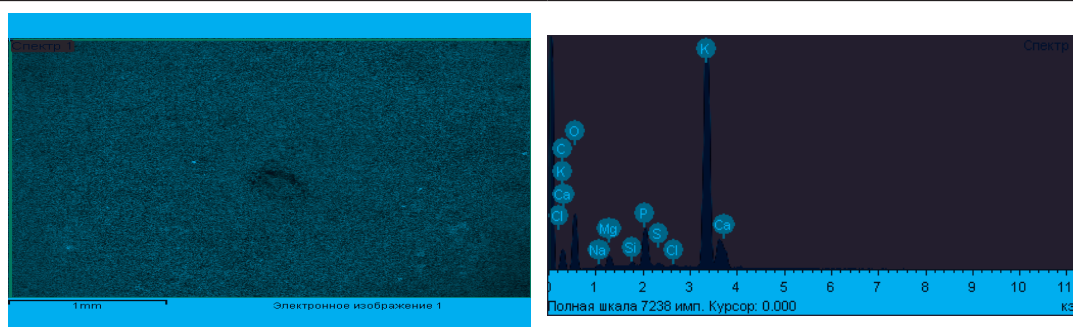 Спектр 1
1mm
Электронное изображение 1
Спектр
K
O
C
K
Ca
Cl
Na
Mg
Si
P
S
Cl
Ca
0 1 2 3 4 5 6 7 8 9 10 11
Полная шкала 7238 имп. Курсор: 0.000
кэ